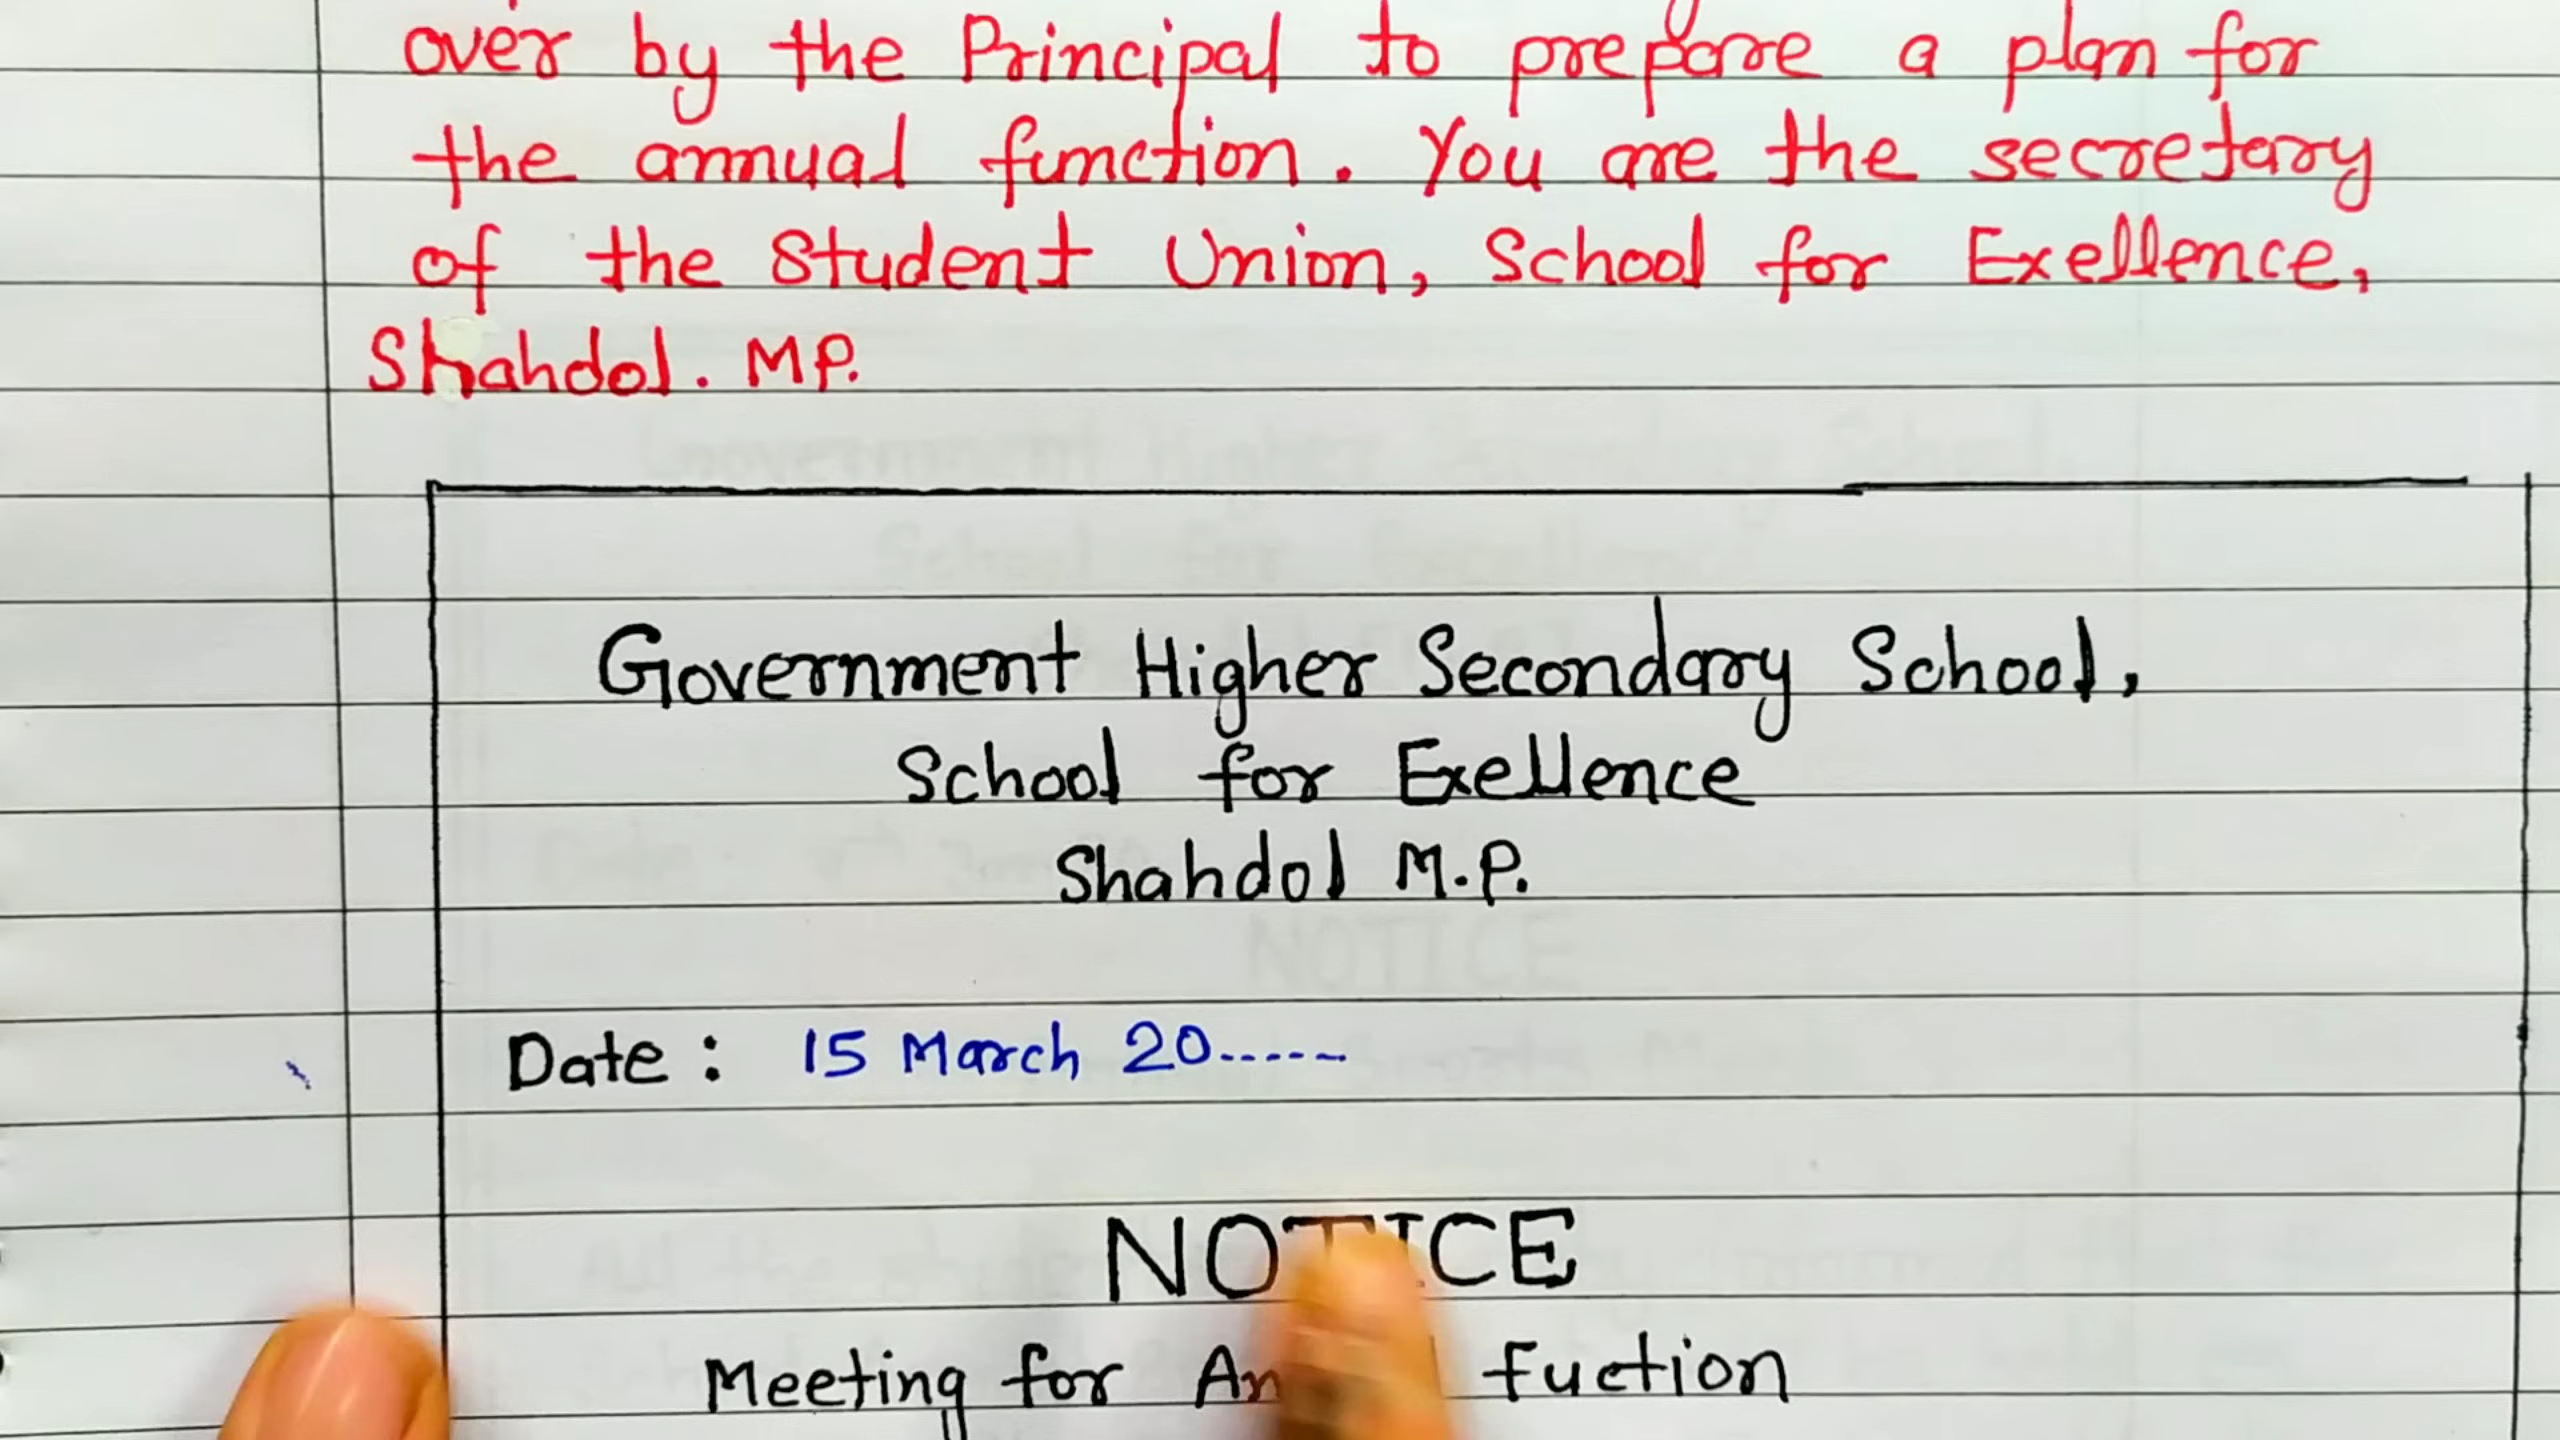 over by the Principal to prepare a plan for
the annual function. You are the secretary
of the Student Union, School for Exellence,
Shahdol. MP.
Government Higher Secondary School,
School for Exellence
Shahdol M.P.
Date : 15 March 20......
NOTICE
Meeting for fuction